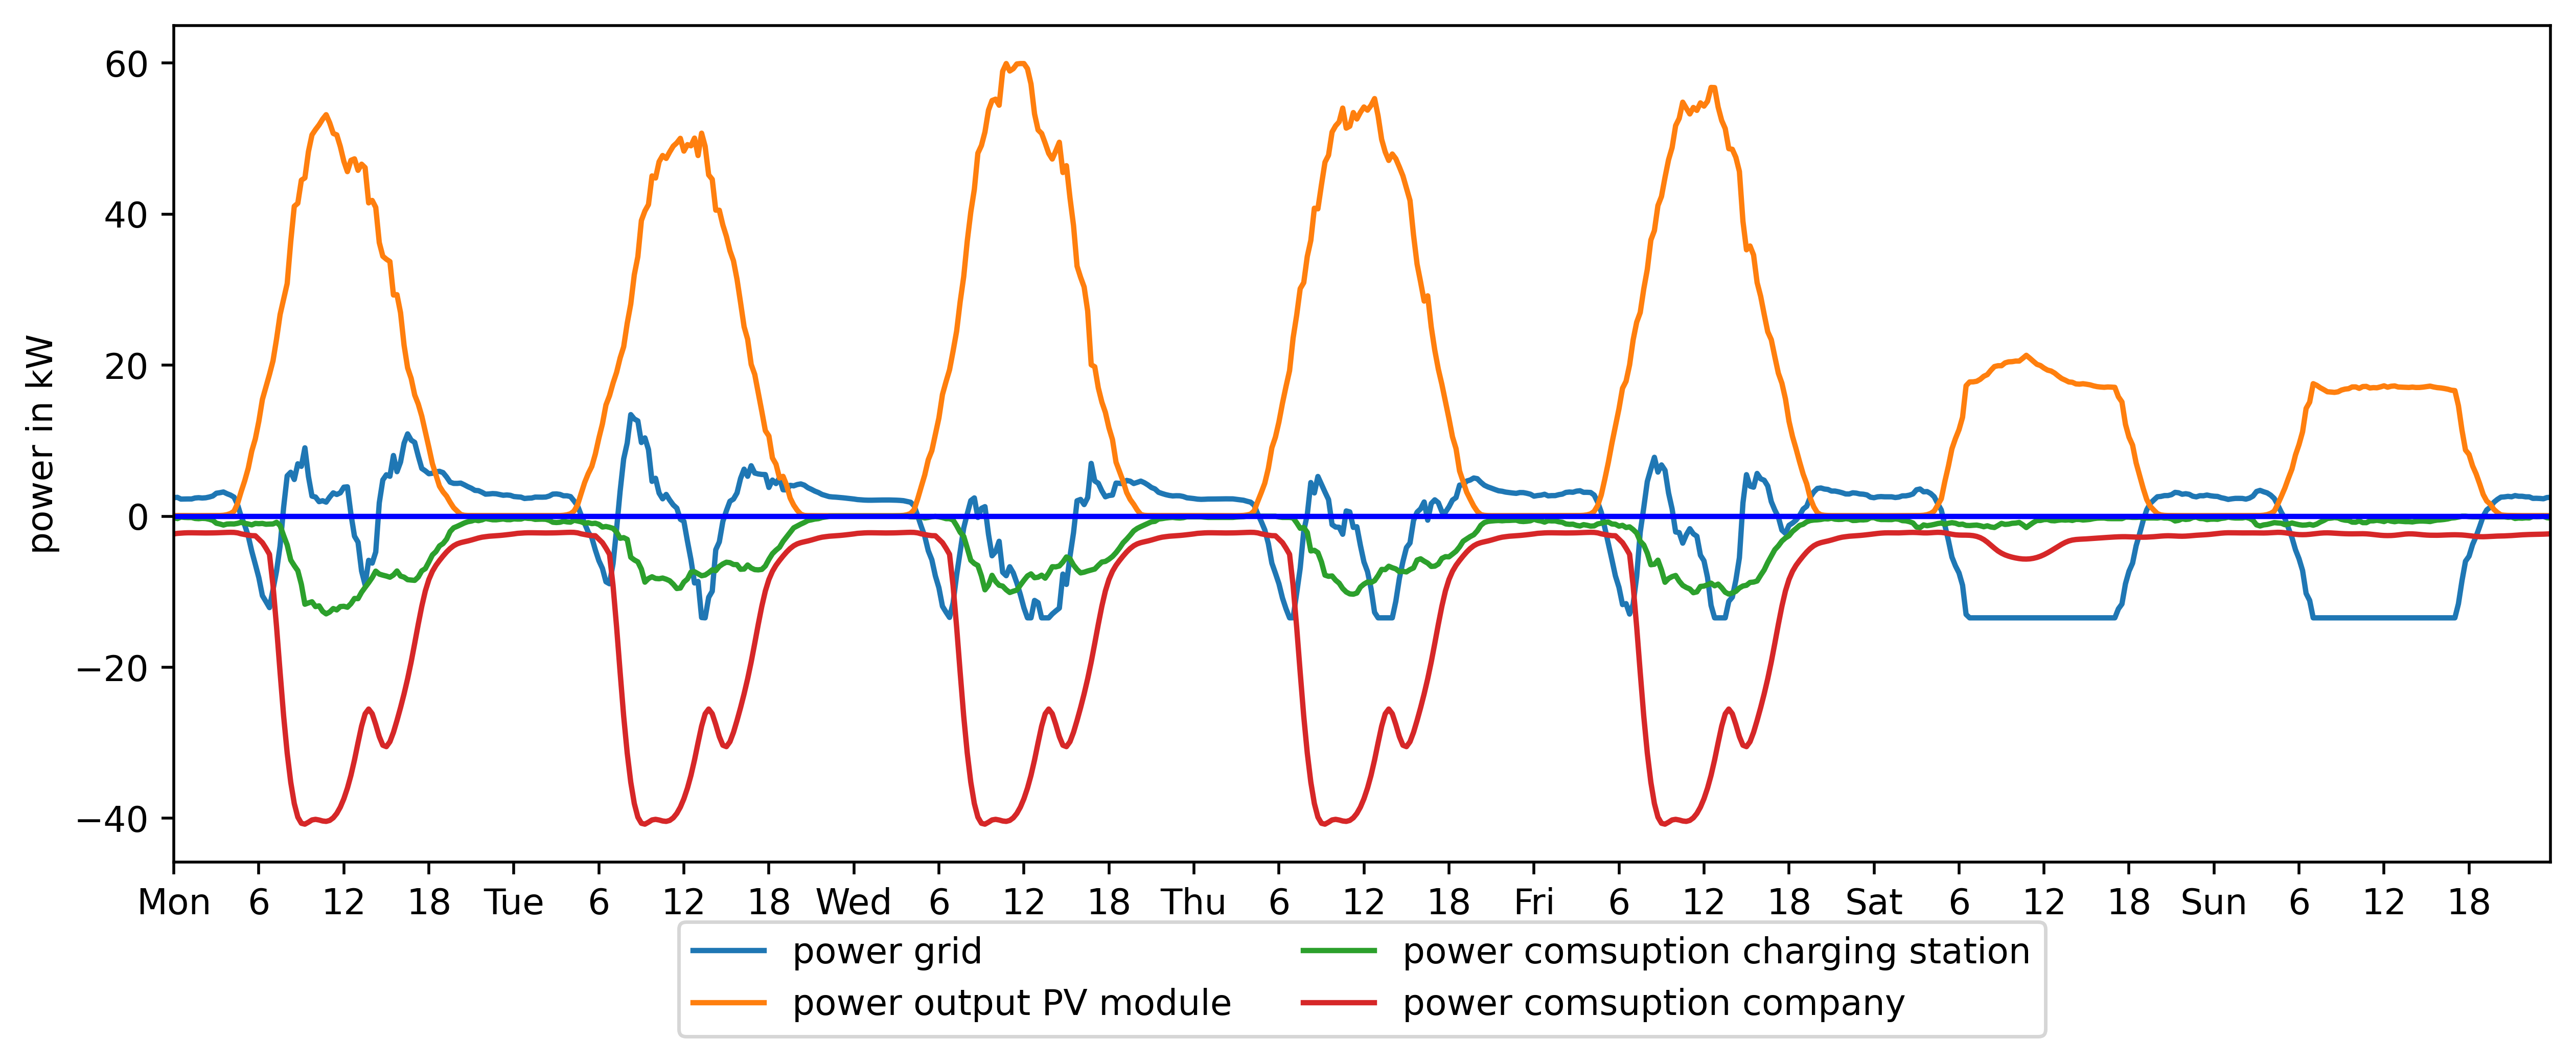 power in kW
60
40
20
0
−20
−40
Mon 6 12 18 Tue 6 12 18 Wed 6 12 18 Thu 6 12 18 Fri 6 12 18 Sat 6 12 18 Sun 6 12 18
power grid
power output PV module
power comsuption charging station
power comsuption company